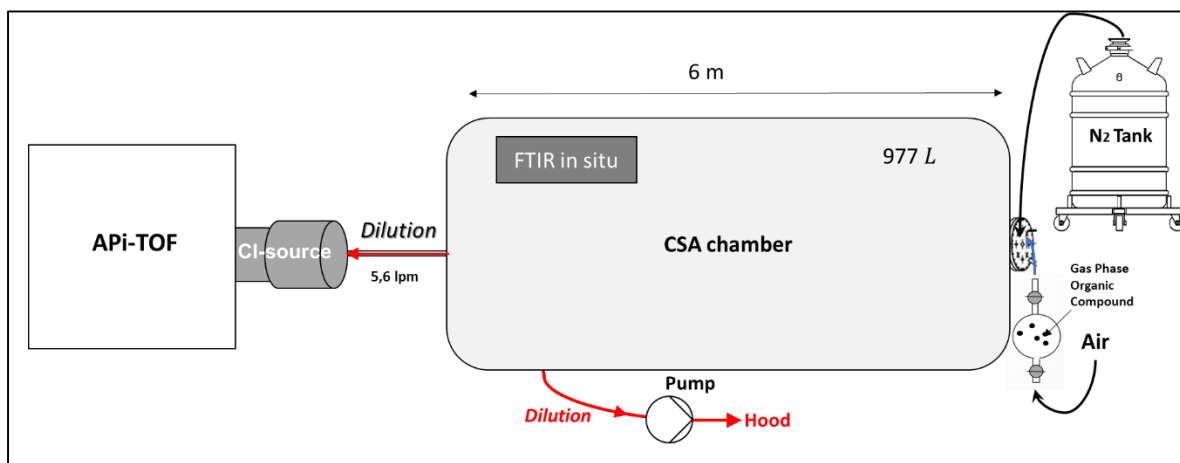 6 m
FTIR in situ
977 L
N2 Tank
APi-TOF
CI-source
Dilution
5,6 lpm
CSA chamber
Gas Phase
Organic
Compound
Air
Pump
Dilution
Hood